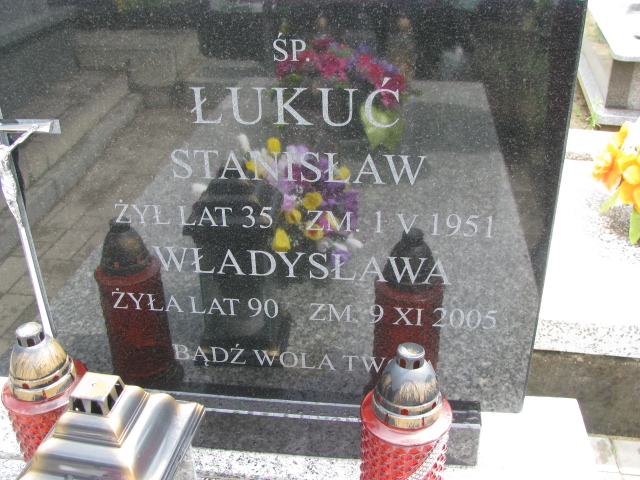 ŚP.
ŁUKUĆ
STANISŁAW
ŻYŁ LAT 35 ZM. 1 V 1951
WŁADYSŁAWA
ŻYŁA LAT 90 ZM. 9 XI 2005
BĄDŹ WOLA